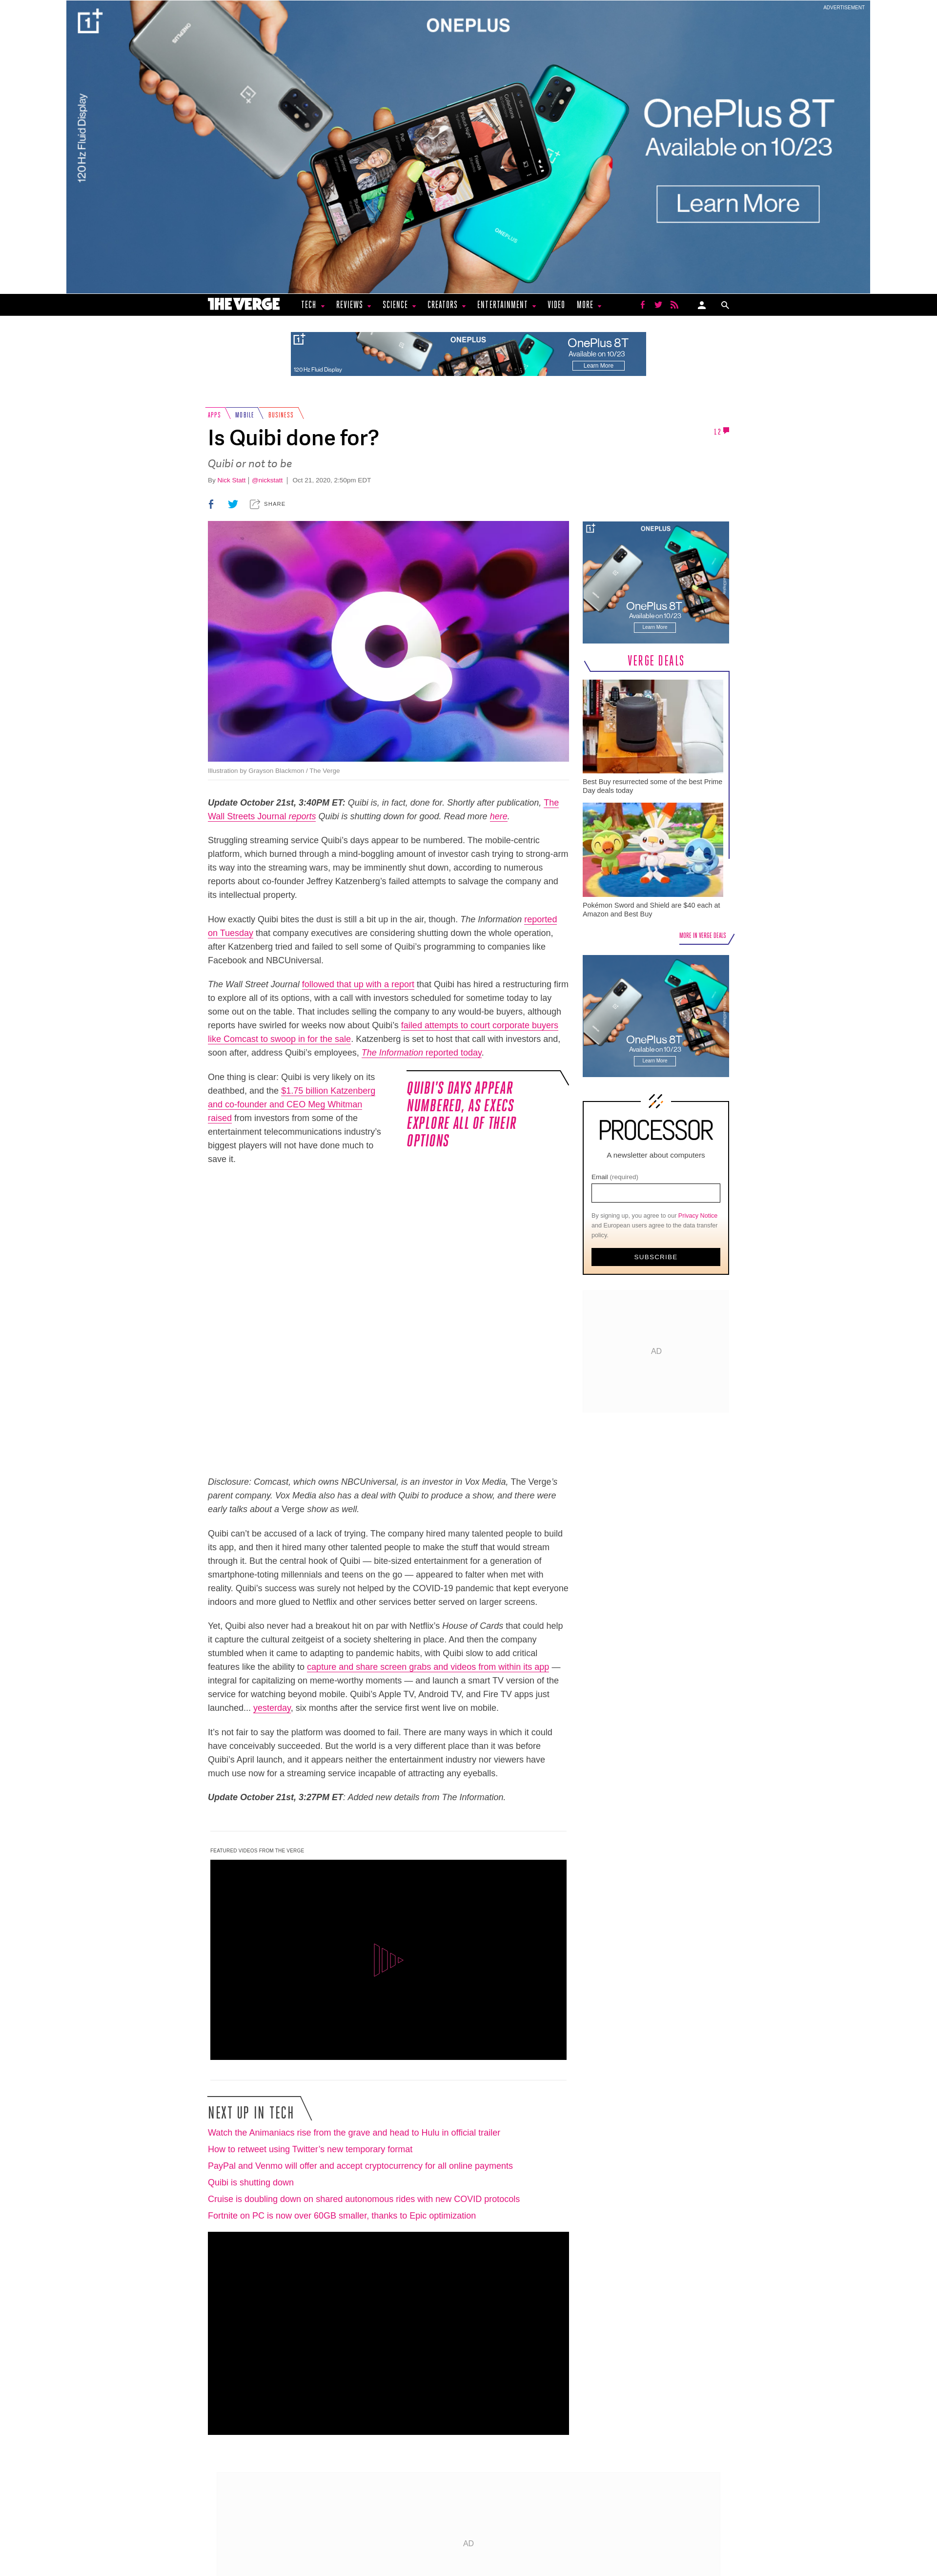 ADVERTISEMENT
ONEPLUS
120 Hz Fluid Display
OnePlus 8T
Available on 10/23
Learn More
THE VERGE
TECH
REVIEWS
SCIENCE
CREATORS
ENTERTAINMENT
VIDEO
MORE
ONEPLUS
120 Hz Fluid Display
OnePlus 8T
Available on 10/23
Learn More
APPS
MOBILE
BUSINESS
Is Quibi done for?
12
Quibi or not to be
By Nick Statt | @nickstatt | Oct 21, 2020, 2:50pm EDT
SHARE
Illustration by Grayson Blackmon / The Verge
Update October 21st, 3:40PM ET: Quibi is, in fact, done for. Shortly after publication, The
Wall Streets Journal reports Quibi is shutting down for good. Read more here.
Struggling streaming service Quibi’s days appear to be numbered. The mobile-centric
platform, which burned through a mind-boggling amount of investor cash trying to strong-arm
its way into the streaming wars, may be imminently shut down, according to numerous
reports about co-founder Jeffrey Katzenberg’s failed attempts to salvage the company and
its intellectual property.
How exactly Quibi bites the dust is still a bit up in the air, though. The Information reported
on Tuesday that company executives are considering shutting down the whole operation,
after Katzenberg tried and failed to sell some of Quibi’s programming to companies like
Facebook and NBCUniversal.
The Wall Street Journal followed that up with a report that Quibi has hired a restructuring firm
to explore all of its options, with a call with investors scheduled for sometime today to lay
some out on the table. That includes selling the company to any would-be buyers, although
reports have swirled for weeks now about Quibi’s failed attempts to court corporate buyers
like Comcast to swoop in for the sale. Katzenberg is set to host that call with investors and,
soon after, address Quibi’s employees, The Information reported today.
One thing is clear: Quibi is very likely on its
deathbed, and the $1.75 billion Katzenberg
and co-founder and CEO Meg Whitman
raised from investors from some of the
entertainment telecommunications industry’s
biggest players will not have done much to
save it.
QUIBI’S DAYS APPEAR
NUMBERED, AS EXECS
EXPLORE ALL OF THEIR
OPTIONS
Disclosure: Comcast, which owns NBCUniversal, is an investor in Vox Media, The Verge’s
parent company. Vox Media also has a deal with Quibi to produce a show, and there were
early talks about a Verge show as well.
Quibi can’t be accused of a lack of trying. The company hired many talented people to build
its app, and then it hired many other talented people to make the stuff that would stream
through it. But the central hook of Quibi — bite-sized entertainment for a generation of
smartphone-toting millennials and teens on the go — appeared to falter when met with
reality. Quibi’s success was surely not helped by the COVID-19 pandemic that kept everyone
indoors and more glued to Netflix and other services better served on larger screens.
Yet, Quibi also never had a breakout hit on par with Netflix’s House of Cards that could help
it capture the cultural zeitgeist of a society sheltering in place. And then the company
stumbled when it came to adapting to pandemic habits, with Quibi slow to add critical
features like the ability to capture and share screen grabs and videos from within its app —
integral for capitalizing on meme-worthy moments — and launch a smart TV version of the
service for watching beyond mobile. Quibi’s Apple TV, Android TV, and Fire TV apps just
launched... yesterday, six months after the service first went live on mobile.
It’s not fair to say the platform was doomed to fail. There are many ways in which it could
have conceivably succeeded. But the world is a very different place than it was before
Quibi’s April launch, and it appears neither the entertainment industry nor viewers have
much use now for a streaming service incapable of attracting any eyeballs.
Update October 21st, 3:27PM ET: Added new details from The Information.
FEATURED VIDEOS FROM THE VERGE
NEXT UP IN TECH
Watch the Animaniacs rise from the grave and head to Hulu in official trailer
How to retweet using Twitter’s new temporary format
PayPal and Venmo will offer and accept cryptocurrency for all online payments
Quibi is shutting down
Cruise is doubling down on shared autonomous rides with new COVID protocols
Fortnite on PC is now over 60GB smaller, thanks to Epic optimization
ONEPLUS
OnePlus 8T
Available on 10/23
Learn More
VERGE DEALS
Best Buy resurrected some of the best Prime
Day deals today
Pokémon Sword and Shield are $40 each at
Amazon and Best Buy
MORE IN VERGE DEALS
OnePlus 8T
Available on 10/23
Learn More
PROCESSOR
A newsletter about computers
Email (required)
By signing up, you agree to our Privacy Notice
and European users agree to the data transfer
policy.
SUBSCRIBE
AD
AD